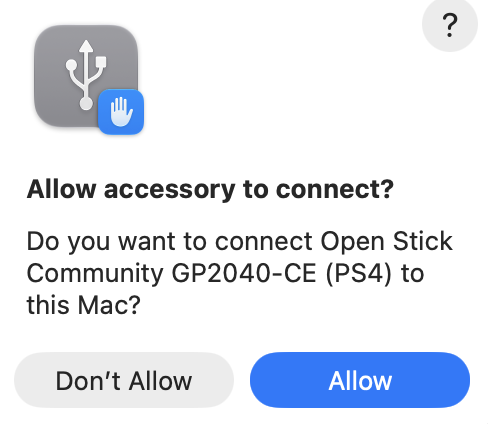 ?
Allow accessory to connect?
Do you want to connect Open Stick
Community GP2040-CE (PS4) to
this Mac?
Don’t Allow
Allow